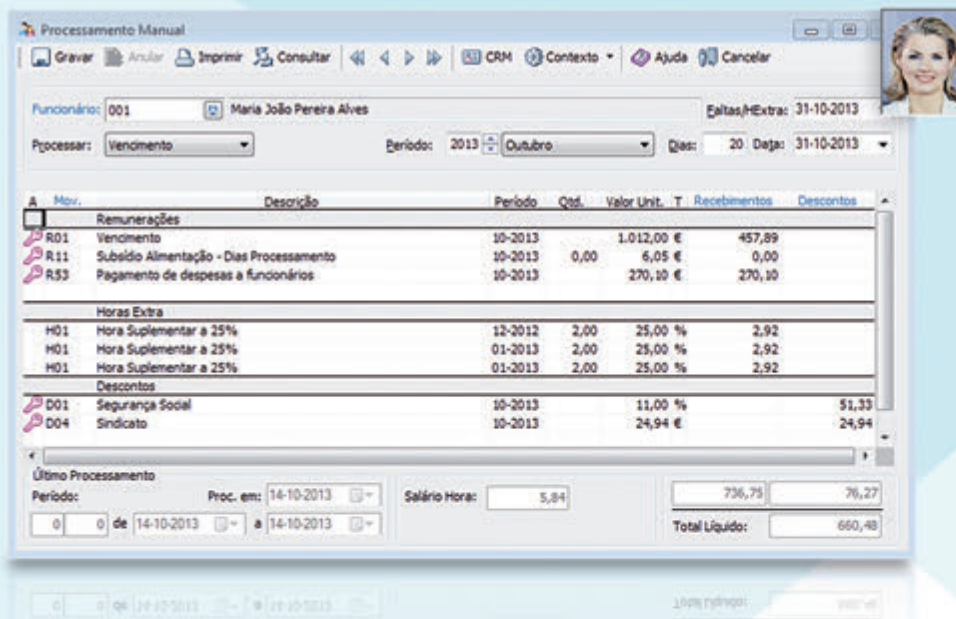 Processamento Manual
Gravar Anular Imprimir Consultar CRM Contexto Ajuda Cancelar
Funcionário: 001 Maria João Pereira Alves Faltas/HExtra: 31-10-2013
Processar: Vencimento Período: 2013 Outubro Dias: 20 Data: 31-10-2013
A Mov. Descrição Período Qtd. Valor Unit. T Recebimentos Descontos
Remunerações
R01 Vencimento 10-2013 1.012,00 € 457,89
R11 Subsídio Alimentação - Dias Processamento 10-2013 0,00 6,05 € 0,00
R53 Pagamento de despesas a funcionários 10-2013 270,10 € 270,10
Horas Extra
H01 Hora Suplementar a 25% 12-2012 2,00 25,00 % 2,92
H01 Hora Suplementar a 25% 01-2013 2,00 25,00 % 2,92
H01 Hora Suplementar a 25% 01-2013 2,00 25,00 % 2,92
Descontos
D01 Segurança Social 10-2013 11,00 % 51,33
D04 Sindicato 10-2013 24,94 € 24,94
Último Processamento
Período: Proc. em: 14-10-2013 Salário Hora: 5,84 736,75 76,27
0 0 de 14-10-2013 a 14-10-2013 Total Líquido: 660,48